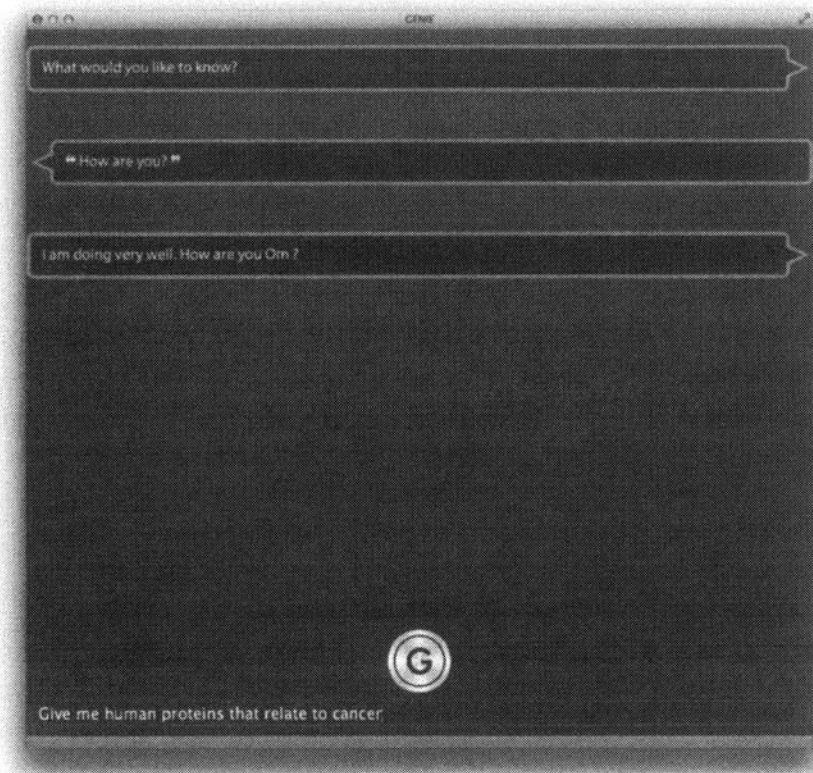 GENIE
What would you like to know?
❝ How are you? ❞
I am doing very well. How are you Om ?
G
Give me human proteins that relate to cancer